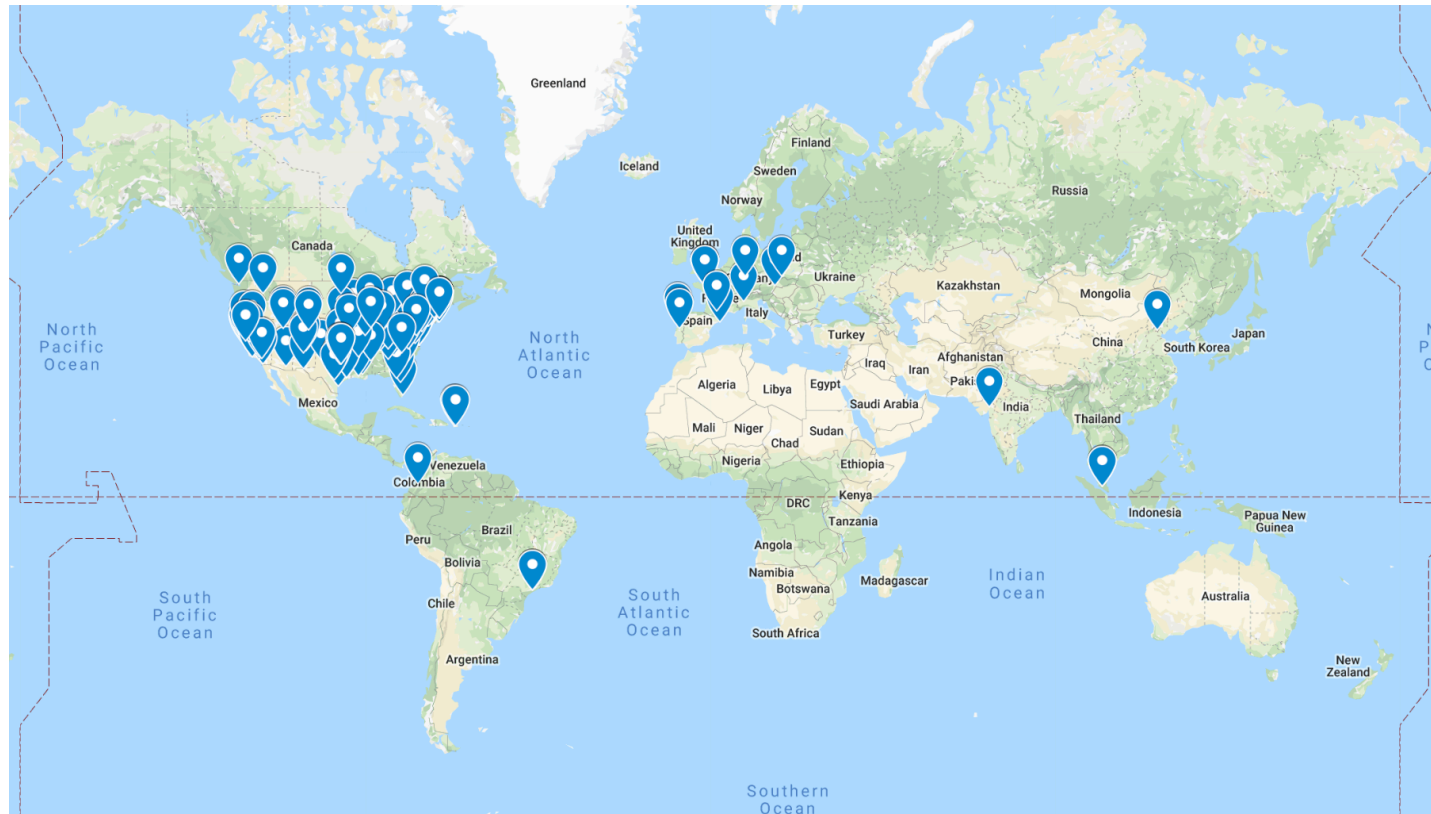 Greenland
Iceland
Finland
Sweden
Norway
Russia
Canada
United
Kingdom
Ukraine
Kazakhstan
Mongolia
Italy
Spain
Turkey
Japan
South Korea
China
North
Pacific
Ocean
North
Atlantic
Ocean
Afghanistan
Iraq
Iran
Algeria
Libya
Egypt
Saudi Arabia
India
Mexico
Thailand
Mali
Niger
Chad
Sudan
Nigeria
Ethiopia
Venezuela
Colombia
DRC
Kenya
Tanzania
Indonesia
Papua New
Guinea
Brazil
Peru
Angola
Bolivia
Namibia
Botswana
Madagascar
Indian
Ocean
Australia
Chile
South
Pacific
Ocean
South
Atlantic
Ocean
South Africa
Argentina
New
Zealand
Southern
Ocean